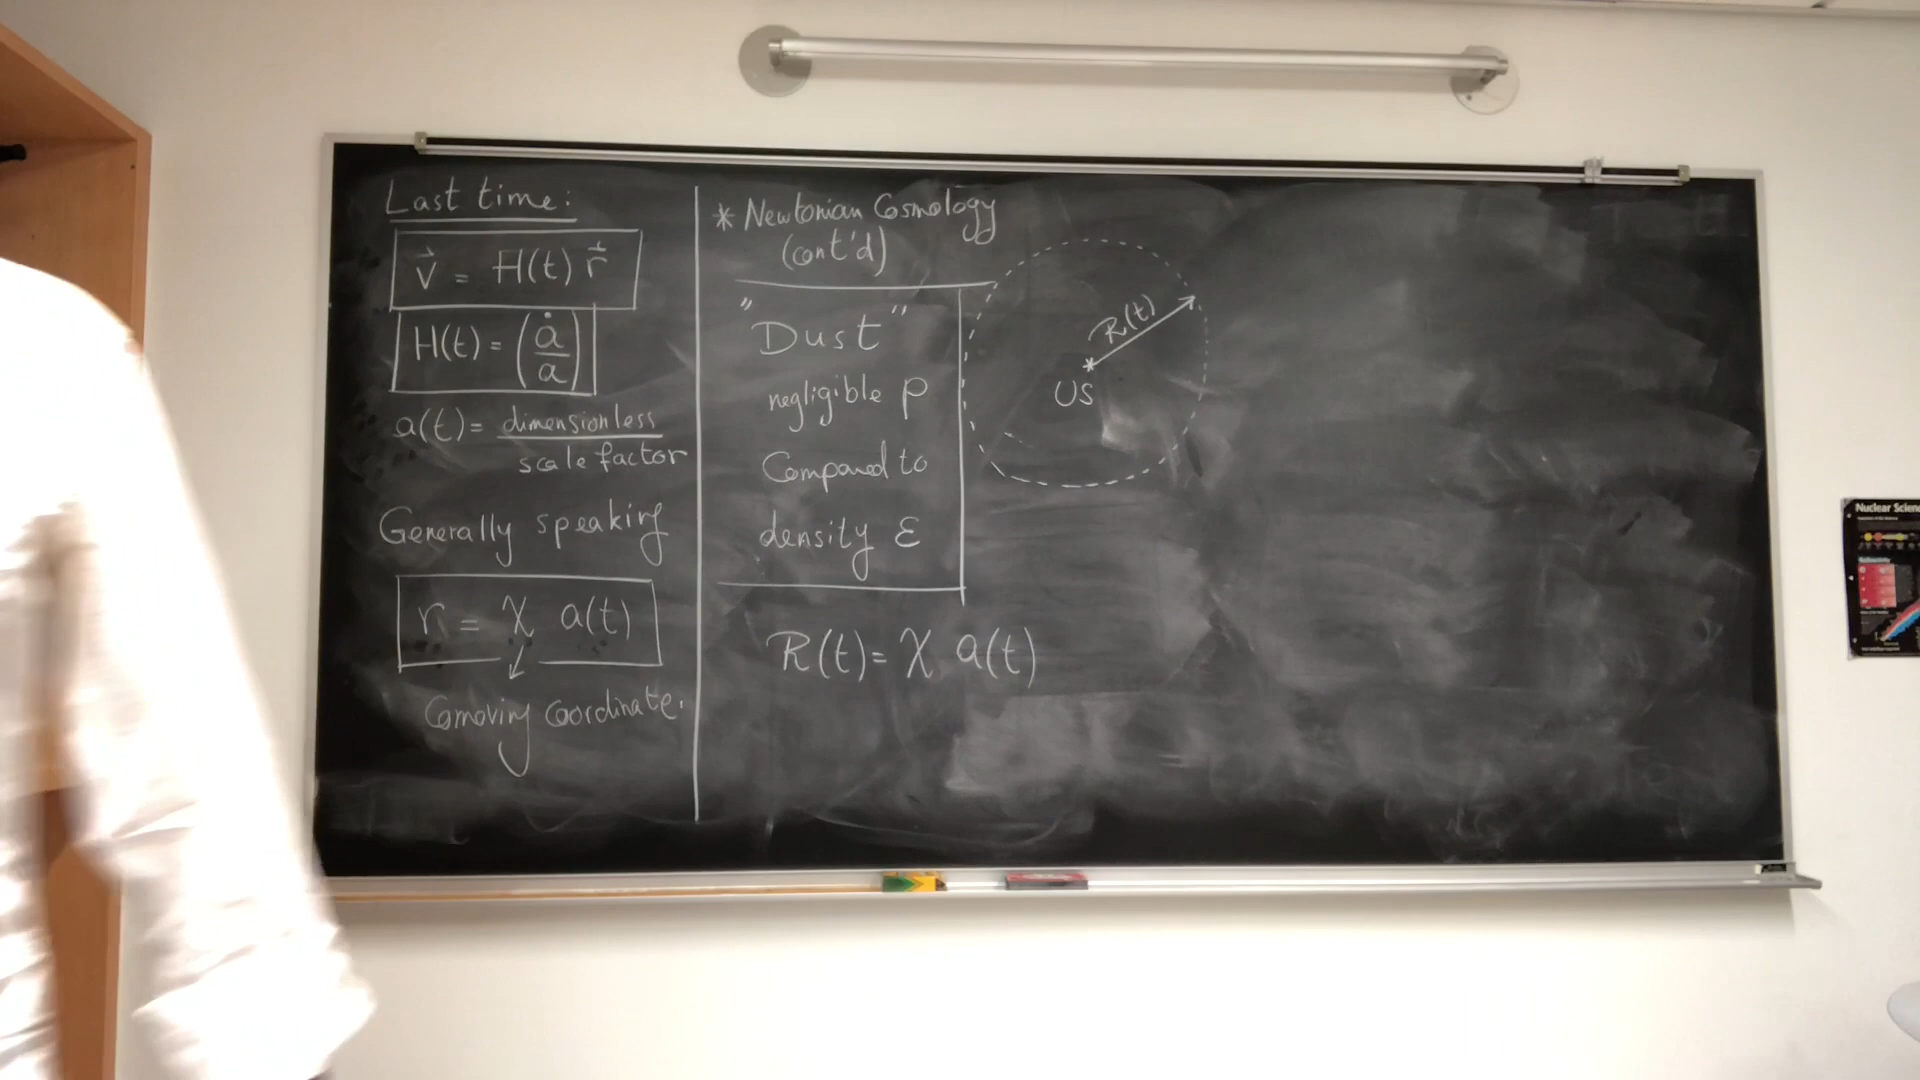 Last time:
v⃗ = H(t) r⃗
H(t) = (ȧ/a)
a(t) = dimensionless
scale factor
Generally speaking
r = χ a(t)
Comoving Coordinate.
* Newtonian Cosmology
(cont'd)
"Dust"
negligible p
Compared to
density ε
R(t)
US
R(t) = χ a(t)
Nuclear Scien